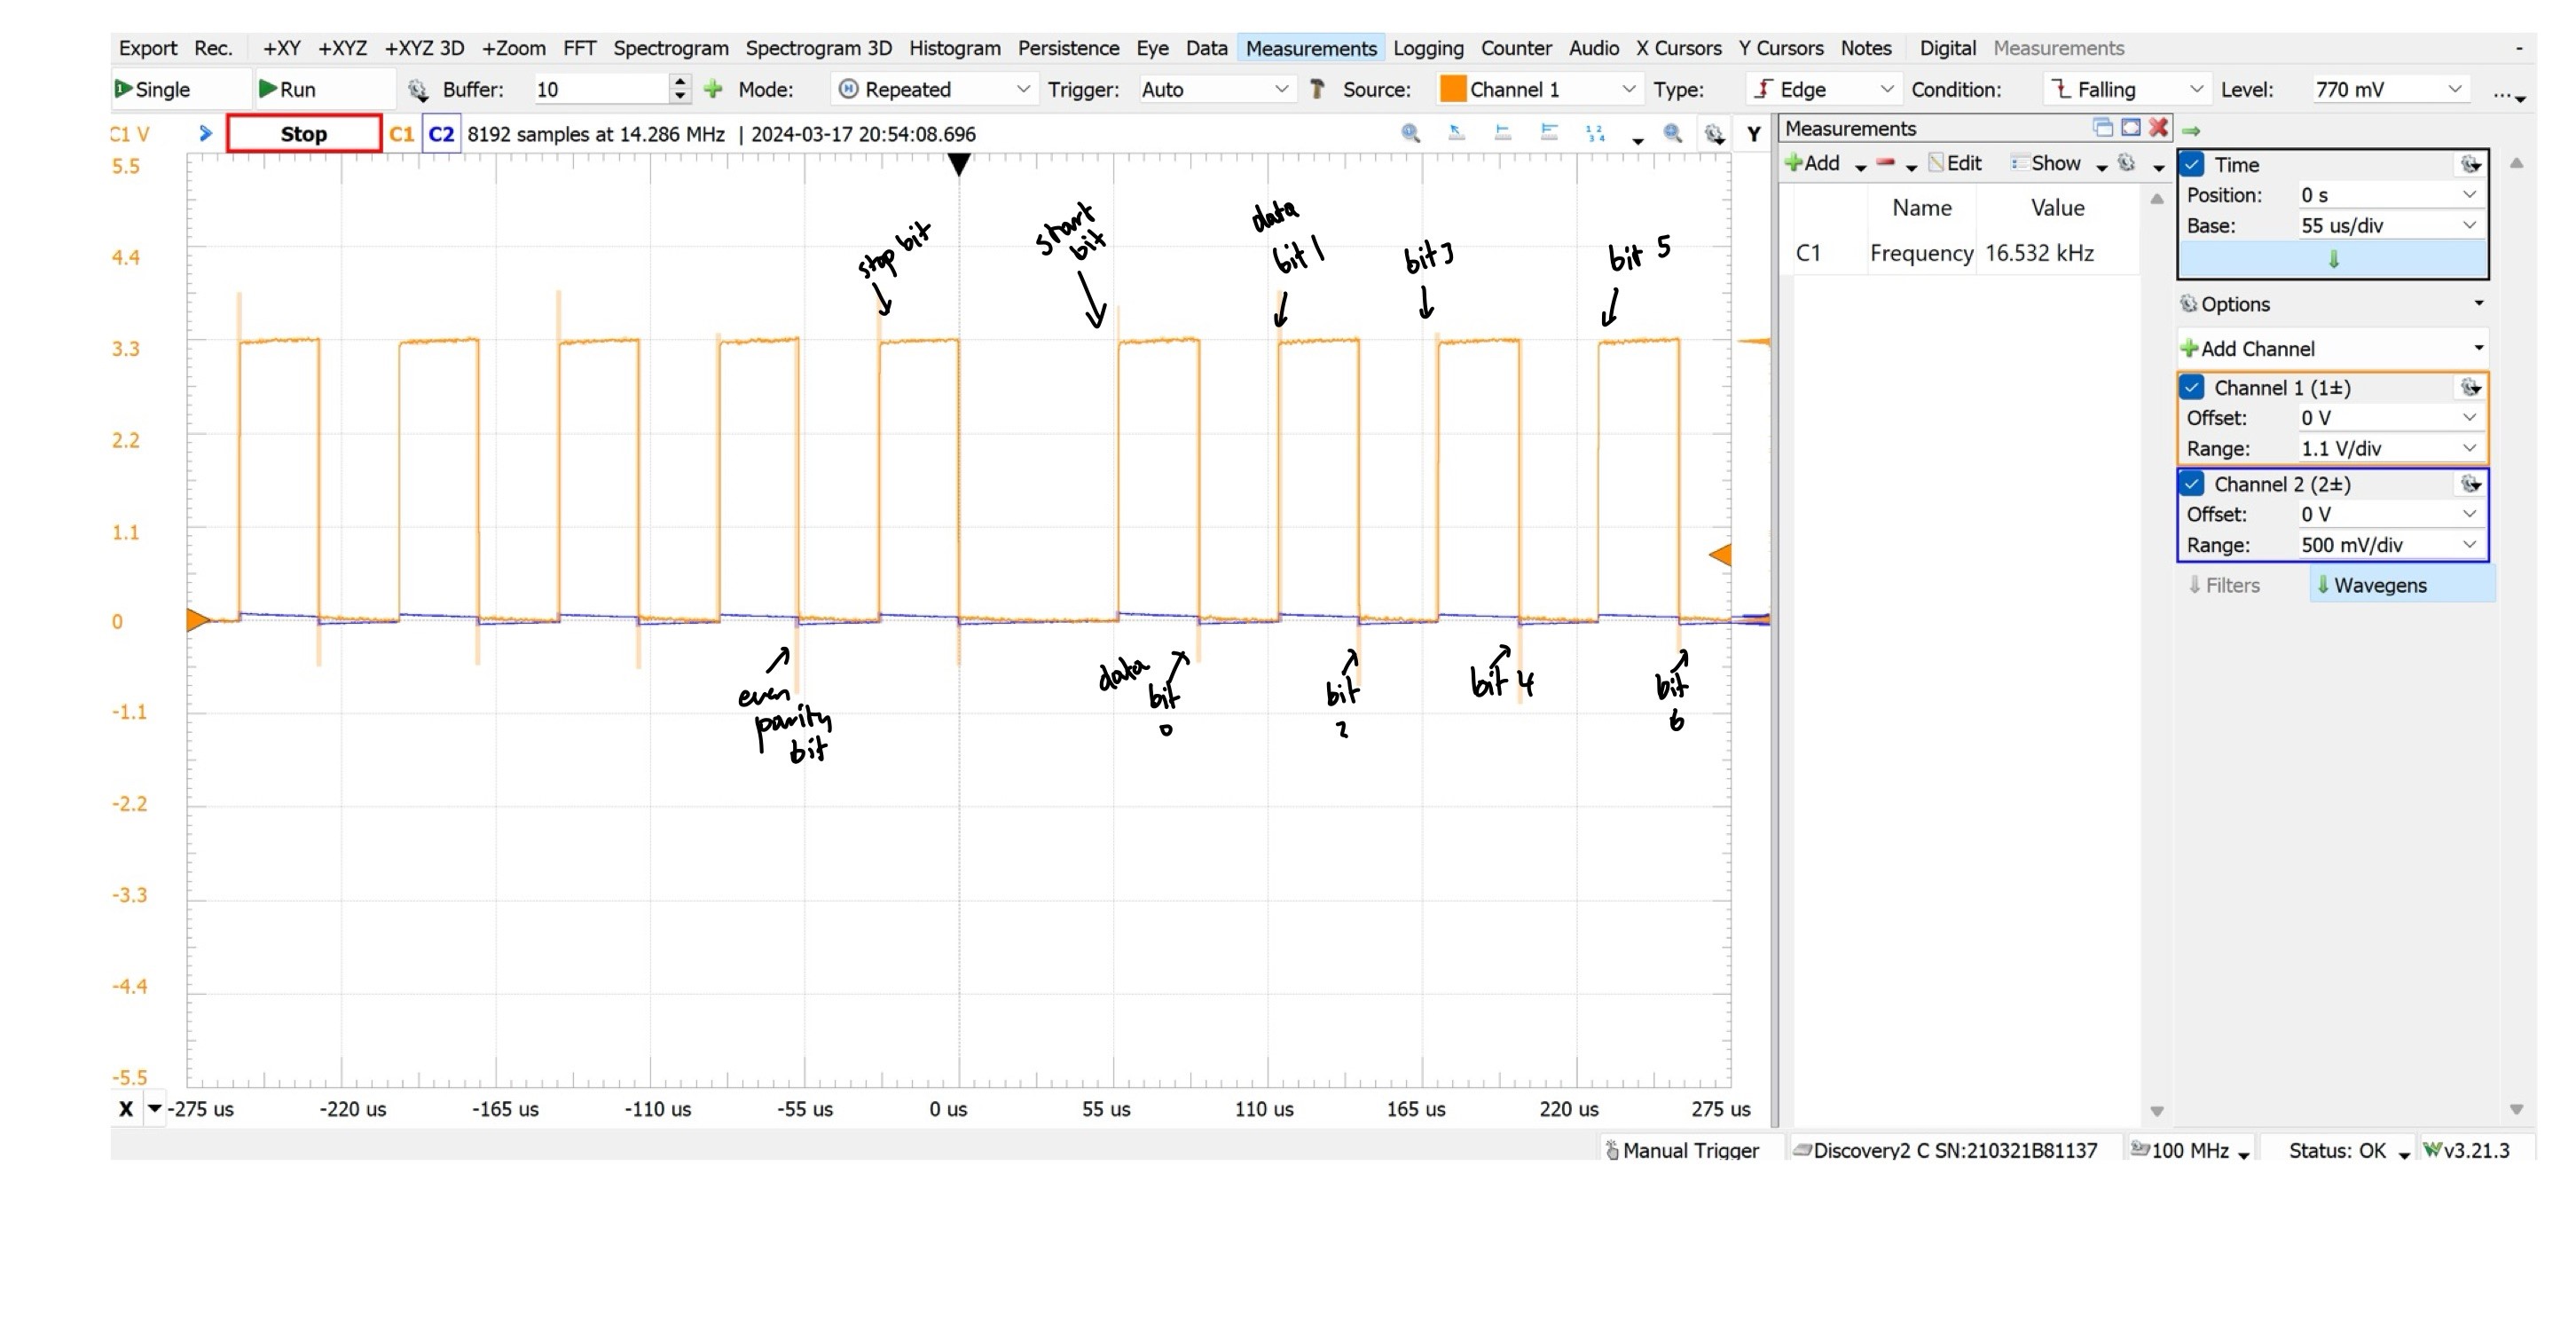 Export Rec. +XY +XYZ +XYZ 3D +Zoom FFT Spectrogram Spectrogram 3D Histogram Persistence Eye Data Measurements Logging Counter Audio X Cursors Y Cursors Notes Digital Measurements -
Single Run Buffer: 10 Mode: Repeated Trigger: Auto Source: Channel 1 Type: Edge Condition: Falling Level: 770 mV ...
C1 V Stop C1 C2 8192 samples at 14.286 MHz | 2024-03-17 20:54:08.696 Y
5.5
4.4
3.3
2.2
1.1
0
-1.1
-2.2
-3.3
-4.4
-5.5
stop bit
start
bit
data
bit 1
bit 3
bit 5
even
parity
bit
data
bit
0
bit
2
bit 4
bit
6
X -275 us -220 us -165 us -110 us -55 us 0 us 55 us 110 us 165 us 220 us 275 us
Measurements
Add Edit Show
Name Value
C1 Frequency 16.532 kHz
Time
Position: 0 s
Base: 55 us/div
Options
Add Channel
Channel 1 (1±)
Offset: 0 V
Range: 1.1 V/div
Channel 2 (2±)
Offset: 0 V
Range: 500 mV/div
Filters Wavegens
Manual Trigger Discovery2 C SN:210321B81137 100 MHz Status: OK v3.21.3